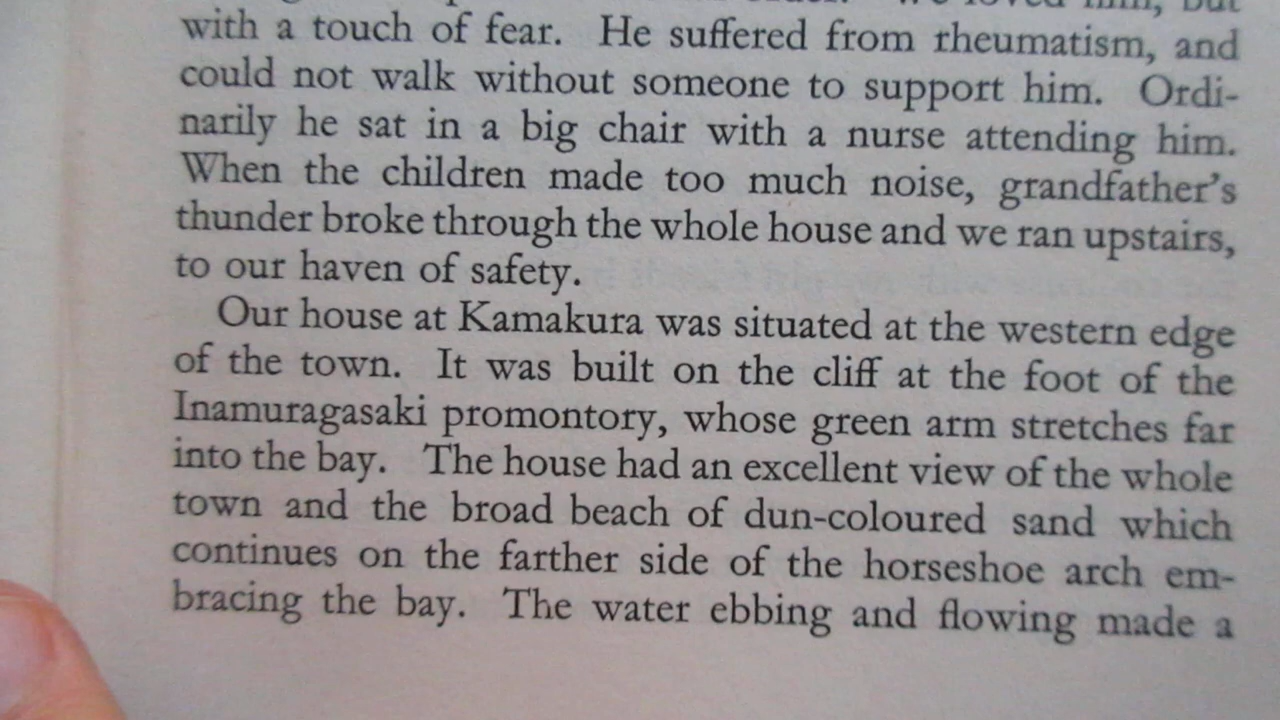 loved him, but
with a touch of fear. He suffered from rheumatism, and
could not walk without someone to support him. Ordi-
narily he sat in a big chair with a nurse attending him.
When the children made too much noise, grandfather's
thunder broke through the whole house and we ran upstairs,
to our haven of safety.
Our house at Kamakura was situated at the western edge
of the town. It was built on the cliff at the foot of the
Inamuragasaki promontory, whose green arm stretches far
into the bay. The house had an excellent view of the whole
town and the broad beach of dun-coloured sand which
continues on the farther side of the horseshoe arch em-
bracing the bay. The water ebbing and flowing made a